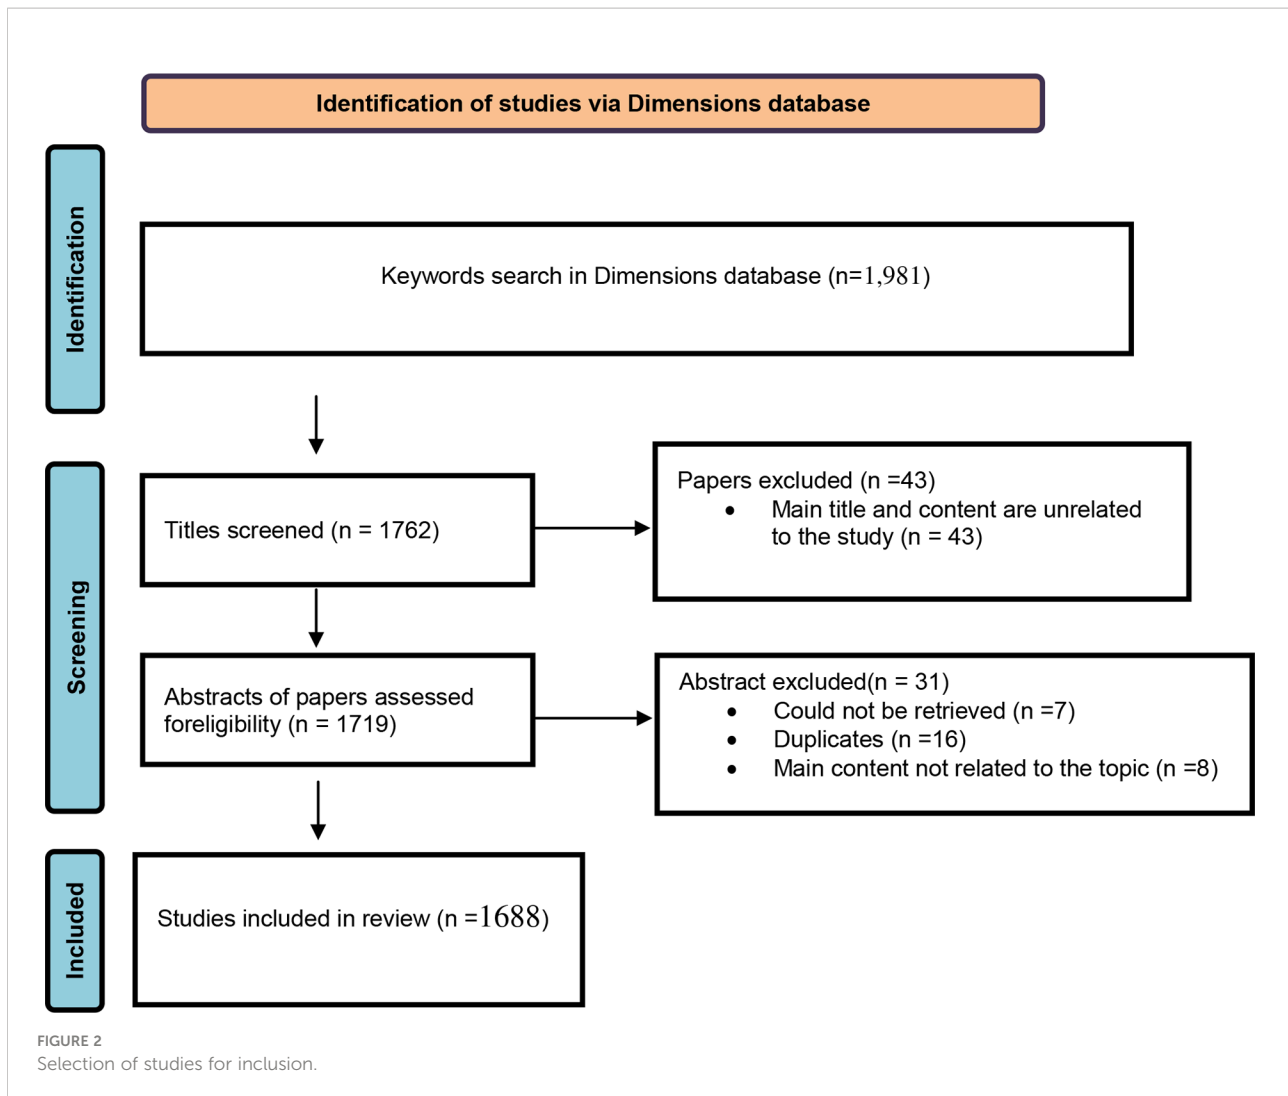 Identification of studies via Dimensions database
Identification
Keywords search in Dimensions database (n=1,981)
Screening
Titles screened (n = 1762)
Papers excluded (n =43)
• Main title and content are unrelated
to the study (n = 43)
Abstracts of papers assessed
foreligibility (n = 1719)
Abstract excluded(n = 31)
• Could not be retrieved (n =7)
• Duplicates (n =16)
• Main content not related to the topic (n =8)
Included
Studies included in review (n =1688)
FIGURE 2
Selection of studies for inclusion.